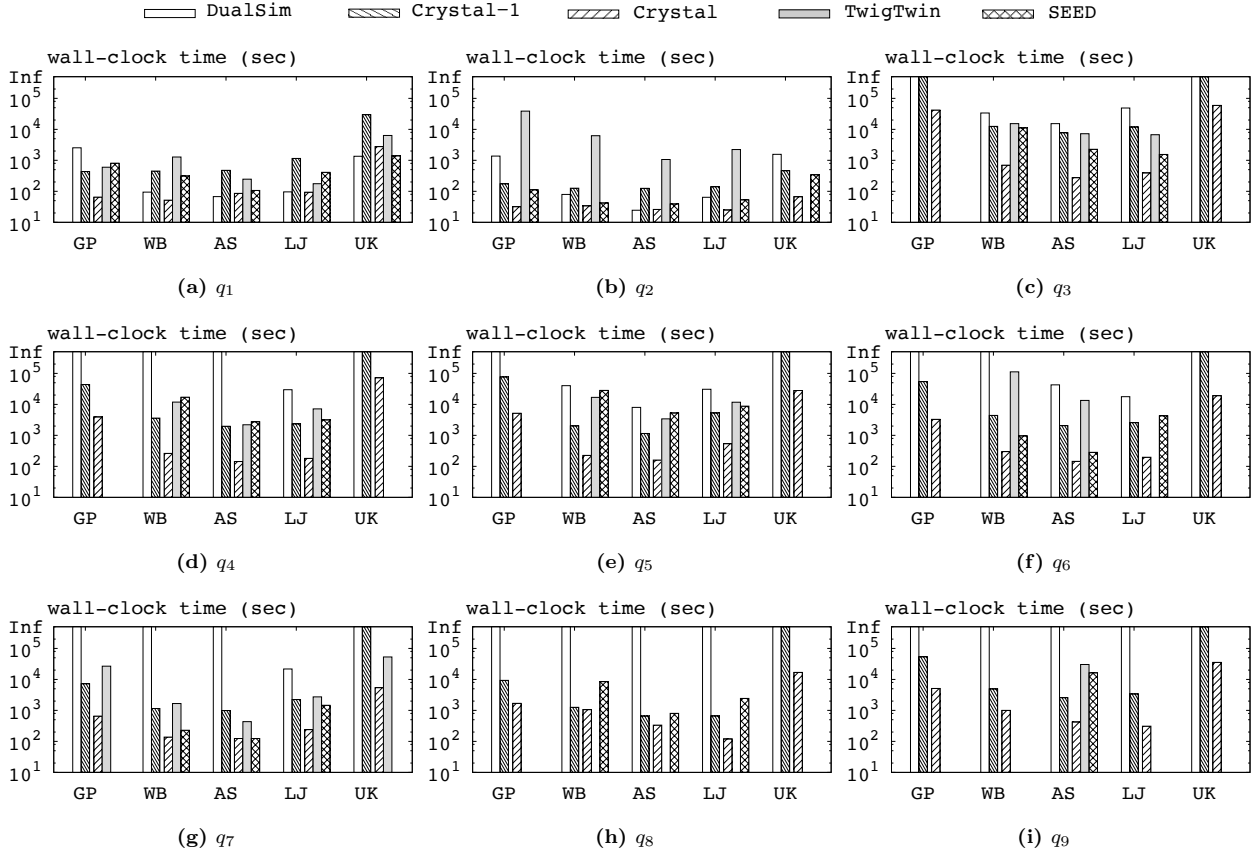 DualSim Crystal-1 Crystal TwigTwin SEED
wall-clock time (sec) wall-clock time (sec) wall-clock time (sec)
Inf Inf Inf
10^5 10^5 10^5
10^4 10^4 10^4
10^3 10^3 10^3
10^2 10^2 10^2
10^1 10^1 10^1
GP WB AS LJ UK GP WB AS LJ UK GP WB AS LJ UK
(a) q1 (b) q2 (c) q3
wall-clock time (sec) wall-clock time (sec) wall-clock time (sec)
Inf Inf Inf
10^5 10^5 10^5
10^4 10^4 10^4
10^3 10^3 10^3
10^2 10^2 10^2
10^1 10^1 10^1
GP WB AS LJ UK GP WB AS LJ UK GP WB AS LJ UK
(d) q4 (e) q5 (f) q6
wall-clock time (sec) wall-clock time (sec) wall-clock time (sec)
Inf Inf Inf
10^5 10^5 10^5
10^4 10^4 10^4
10^3 10^3 10^3
10^2 10^2 10^2
10^1 10^1 10^1
GP WB AS LJ UK GP WB AS LJ UK GP WB AS LJ UK
(g) q7 (h) q8 (i) q9